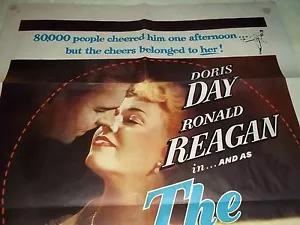 80,000 people cheered him one afternoon...
but the cheers belonged to her!
DORIS
DAY
RONALD
REAGAN
in...AND AS
The